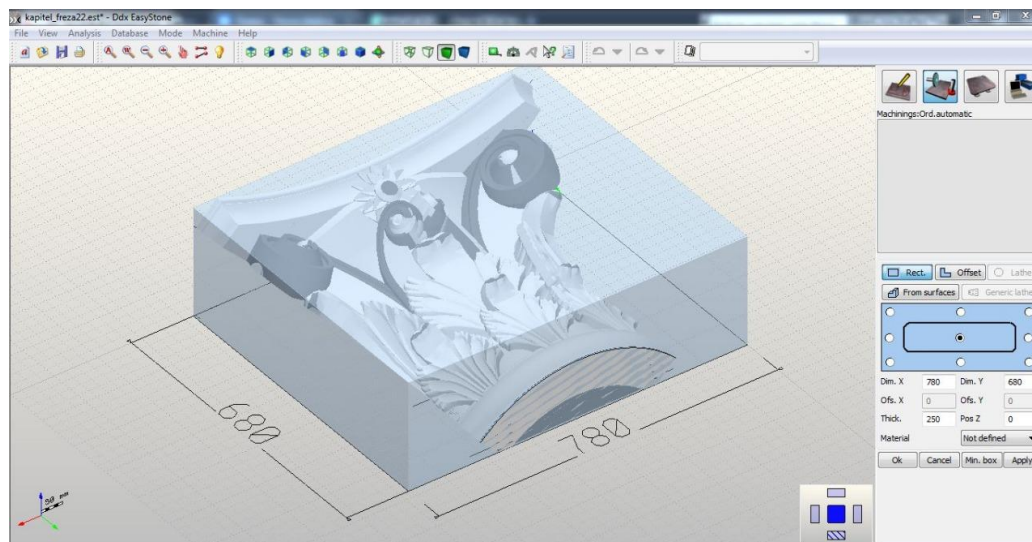 kapitel_freza22.est* - Ddx EasyStone
File View Analysis Database Mode Machine Help
Machinings:Ord.automatic
Rect. Offset Lathe
From surfaces Generic lathe
Dim. X 780 Dim. Y 680
Ofs. X 0 Ofs. Y 0
Thick. 250 Pos Z 0
Material Not defined
Ok Cancel Min. box Apply
680
780
50 mm